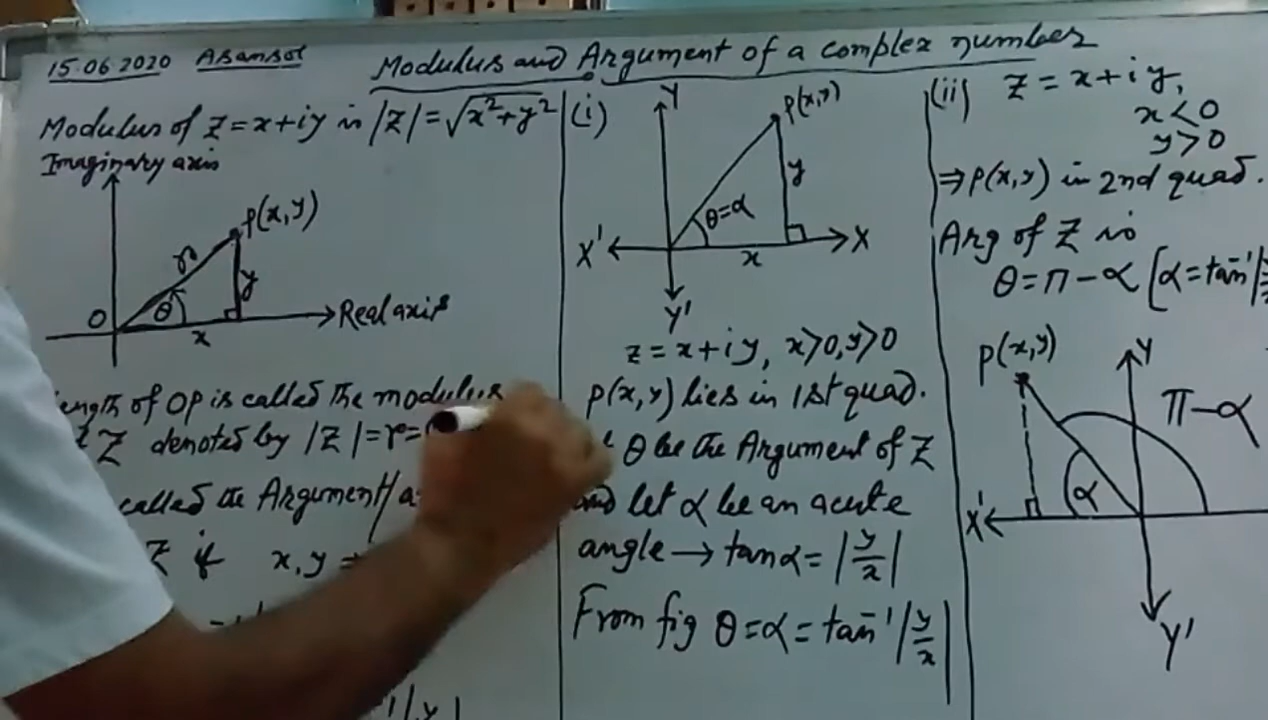 15.06 2020 Asansol
Modulus and Argument of a complex number
Modulus of Z = x+iy is |Z| = √x²+y²
Imaginary axis
P(x,y)
r
y
θ
O
x
Real axis
length of OP is called the modulus
Z denoted by |Z| = r =
called the Argument/a
Z if x, y
(i)
Y
P(x,y)
y
θ=α
X'
X
x
Y'
z = x+iy, x>0, y>0
P(x,y) lies in 1st quad.
θ be the Argument of Z
and let α be an acute
angle → tanα = |y/x|
From fig θ = α = tan⁻¹|y/x|
(ii) Z = x+iy,
x<0
y>0
⇒ P(x,y) in 2nd quad.
Arg of Z is
θ = π−α [α = tan⁻¹|y
P(x,y)
Y
π−α
α
X'
Y'